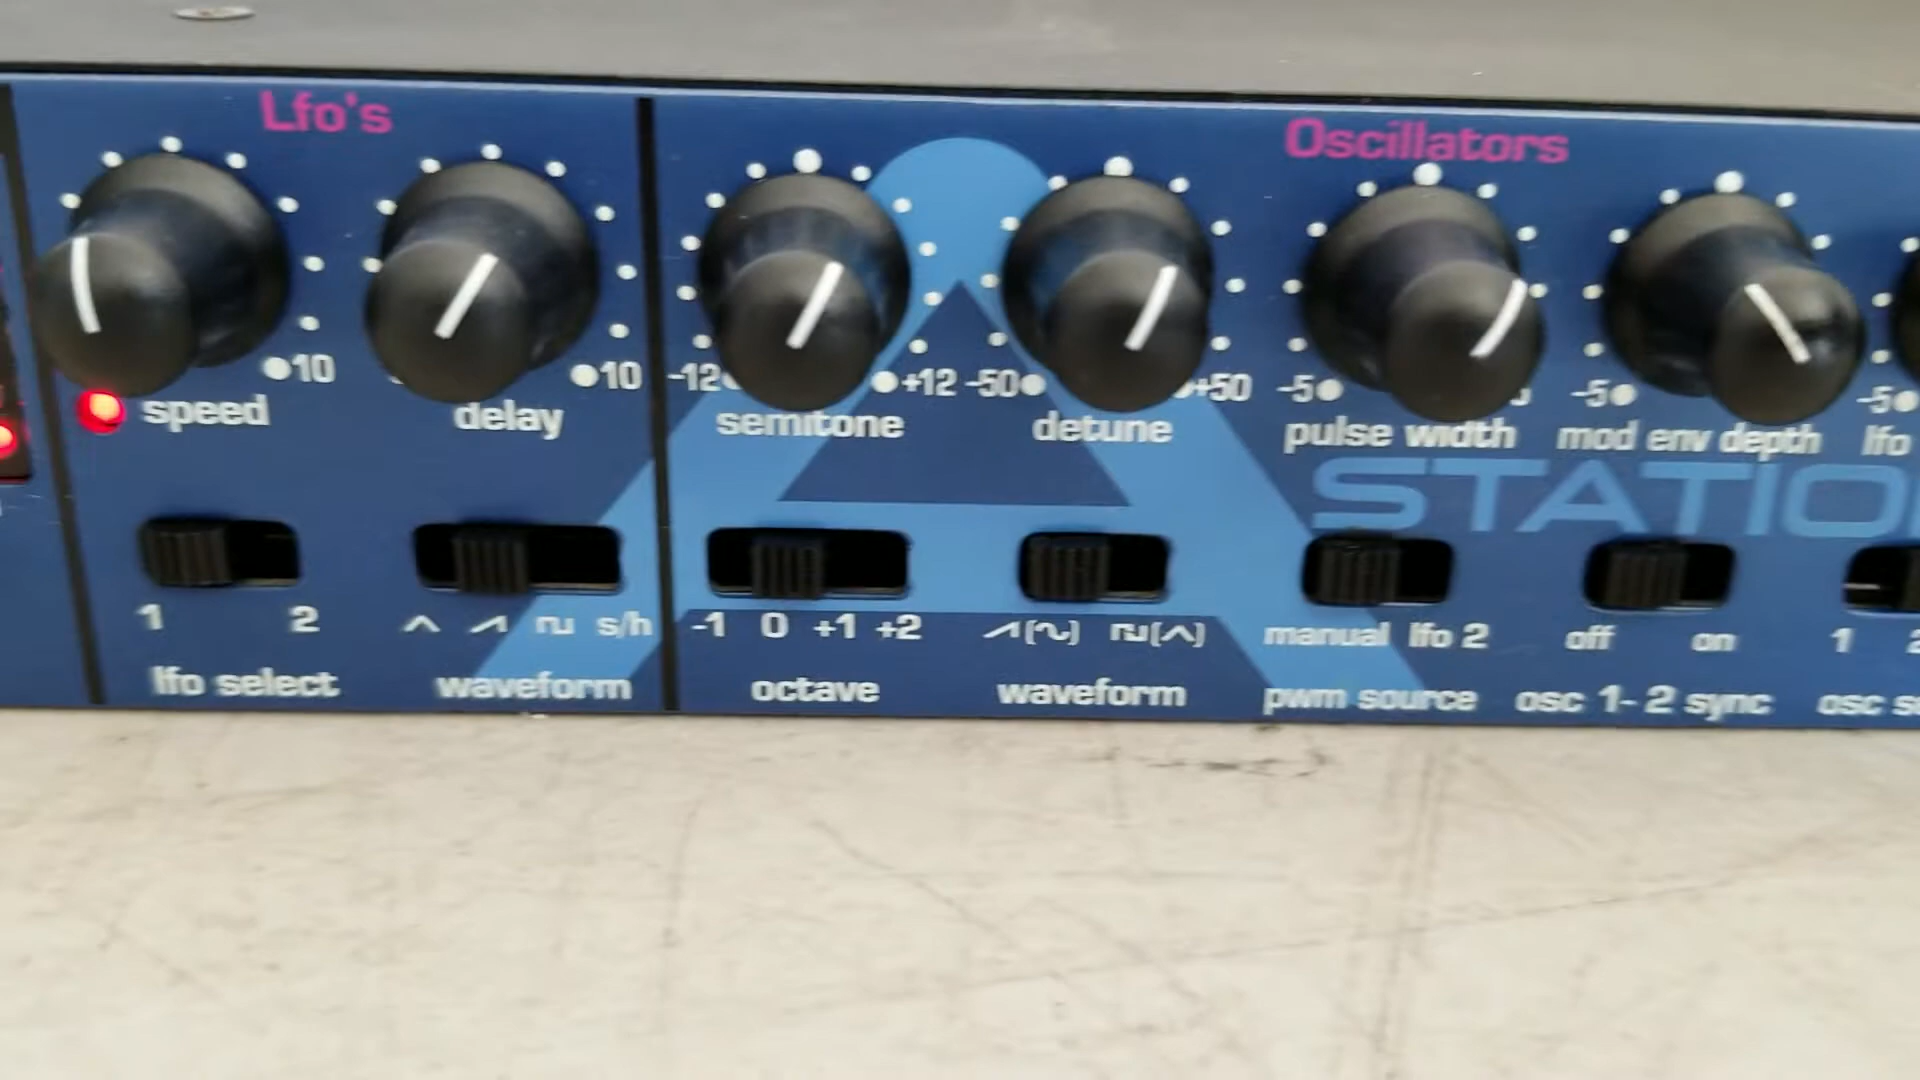 Lfo's
Oscillators
10
10
-12 +12
-50 +50
-5
-5
-5
speed
delay
semitone
detune
pulse width
mod env depth
lfo
STATIO
1 2
s/h
-1 0 +1 +2
manual lfo 2
off on
1
lfo select
waveform
octave
waveform
pwm source
osc 1-2 sync
osc